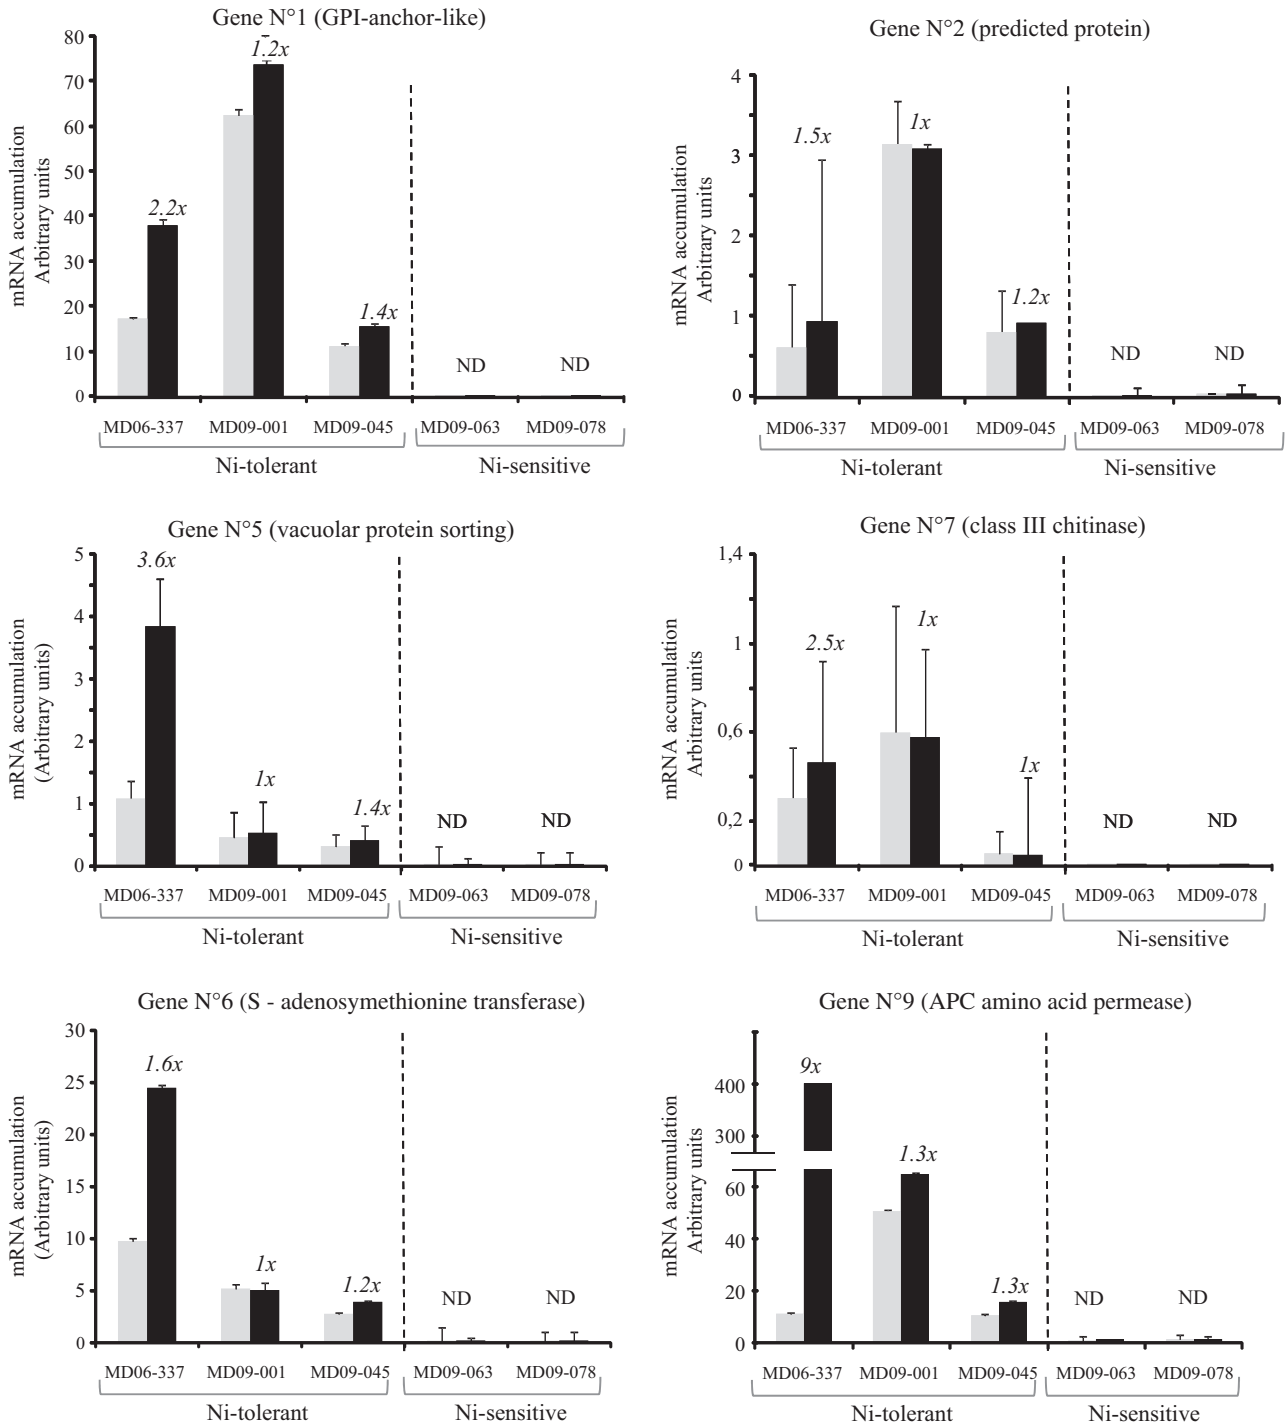 Gene N°1 (GPI-anchor-like)
mRNA accumulation
Arbitrary units
80
70
60
50
40
30
20
10
0
2.2x
1.2x
1.4x
ND
ND
MD06-337 MD09-001 MD09-045 MD09-063 MD09-078
Ni-tolerant Ni-sensitive
Gene N°2 (predicted protein)
mRNA accumulation
Arbitrary units
4
3
2
1
0
1.5x
1x
1.2x
ND
ND
MD06-337 MD09-001 MD09-045 MD09-063 MD09-078
Ni-tolerant Ni-sensitive
Gene N°5 (vacuolar protein sorting)
mRNA accumulation
(Arbitrary units)
5
4
3
2
1
0
3.6x
1x
1.4x
ND
ND
MD06-337 MD09-001 MD09-045 MD09-063 MD09-078
Ni-tolerant Ni-sensitive
Gene N°7 (class III chitinase)
mRNA accumulation
Arbitrary units
1,4
1
0,6
0,2
0
2.5x
1x
1x
ND
ND
MD06-337 MD09-001 MD09-045 MD09-063 MD09-078
Ni-tolerant Ni-sensitive
Gene N°6 (S - adenosymethionine transferase)
mRNA accumulation
(Arbitrary units)
30
25
20
15
10
5
0
1.6x
1x
1.2x
ND
ND
MD06-337 MD09-001 MD09-045 MD09-063 MD09-078
Ni-tolerant Ni-sensitive
Gene N°9 (APC amino acid permease)
mRNA accumulation
Arbitrary units
400
300
60
40
20
0
9x
1.3x
1.3x
ND
ND
MD06-337 MD09-001 MD09-045 MD09-063 MD09-078
Ni-tolerant Ni-sensitive